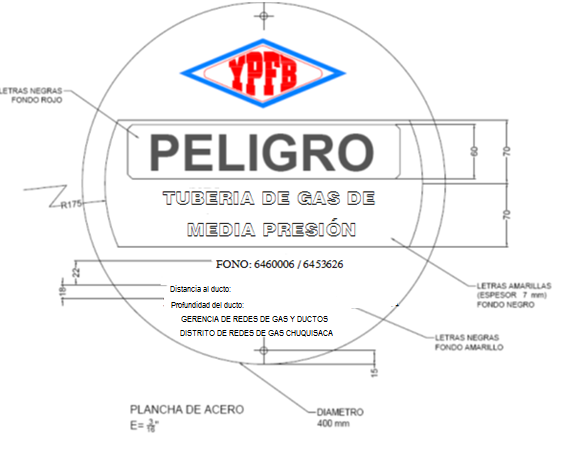 YPFB
LETRAS NEGRAS
FONDO ROJO
PELIGRO
60
70
TUBERIA DE GAS DE
MEDIA PRESIÓN
R175
70
FONO: 6460006 / 6453626
22
18
Distancia al ducto:
Profundidad del ducto:
GERENCIA DE REDES DE GAS Y DUCTOS
DISTRITO DE REDES DE GAS CHUQUISACA
LETRAS AMARILLAS
(ESPESOR 7 mm)
FONDO NEGRO
LETRAS NEGRAS
FONDO AMARILLO
15
PLANCHA DE ACERO
E= 3/16"
DIAMETRO
400 mm